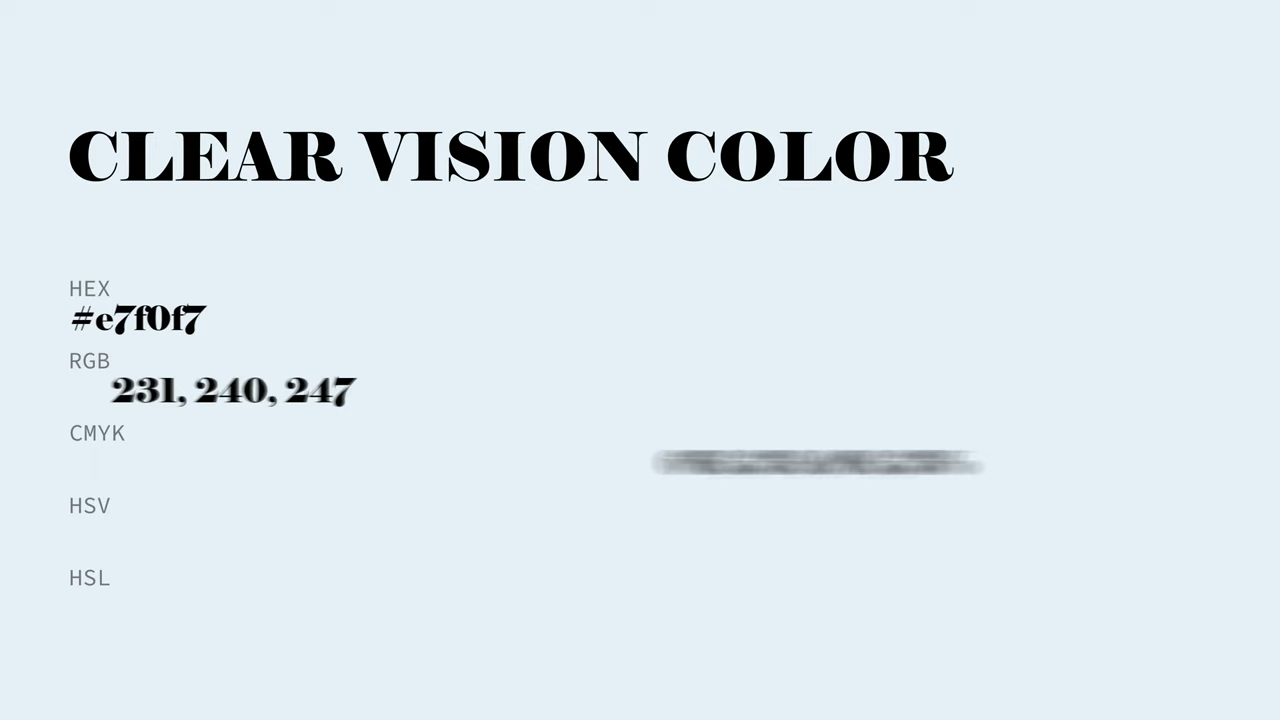 CLEAR VISION COLOR
HEX
#e7f0f7
RGB
231, 240, 247
CMYK
HSV
HSL